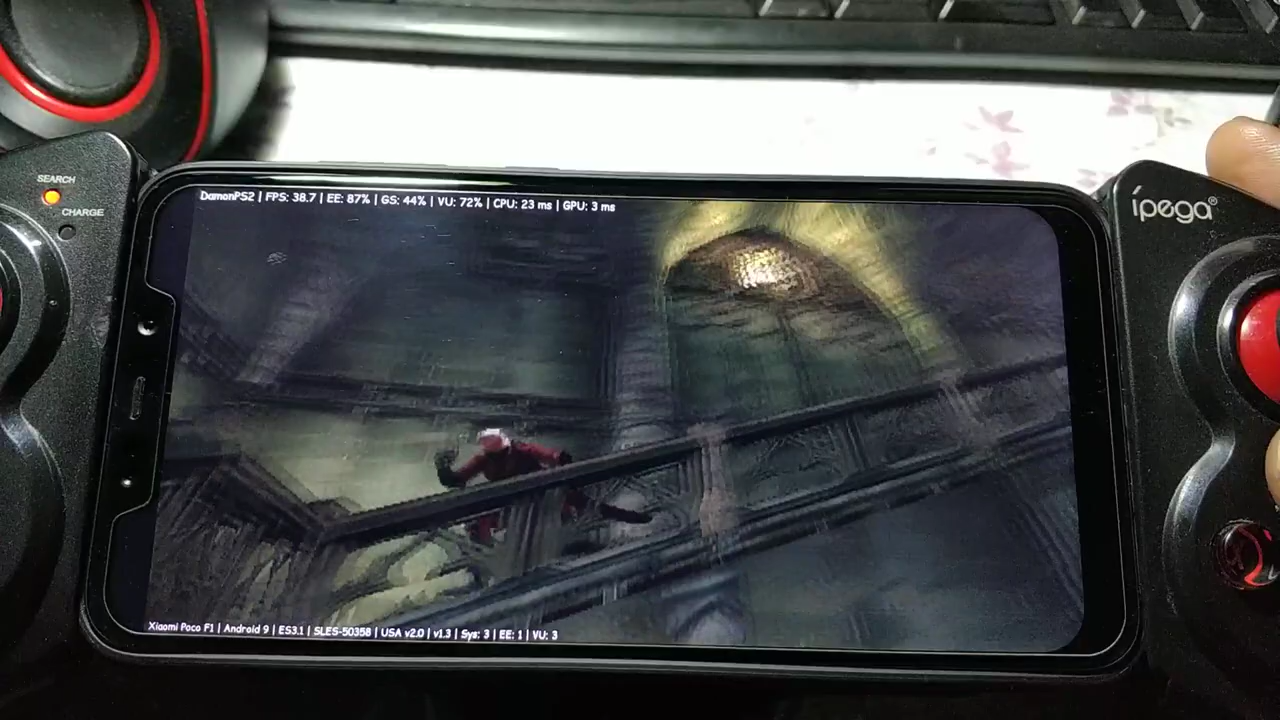 SEARCH
CHARGE
DamonPS2 | FPS: 38.7 | EE: 87% | GS: 44% | VU: 72% | CPU: 23 ms | GPU: 3 ms
ípega®
Xiaomi Poco F1 | Android 9 | ES3.1 | SLES-50358 | USA v2.0 | v1.3 | Sys: 3 | EE: 1 | VU: 3